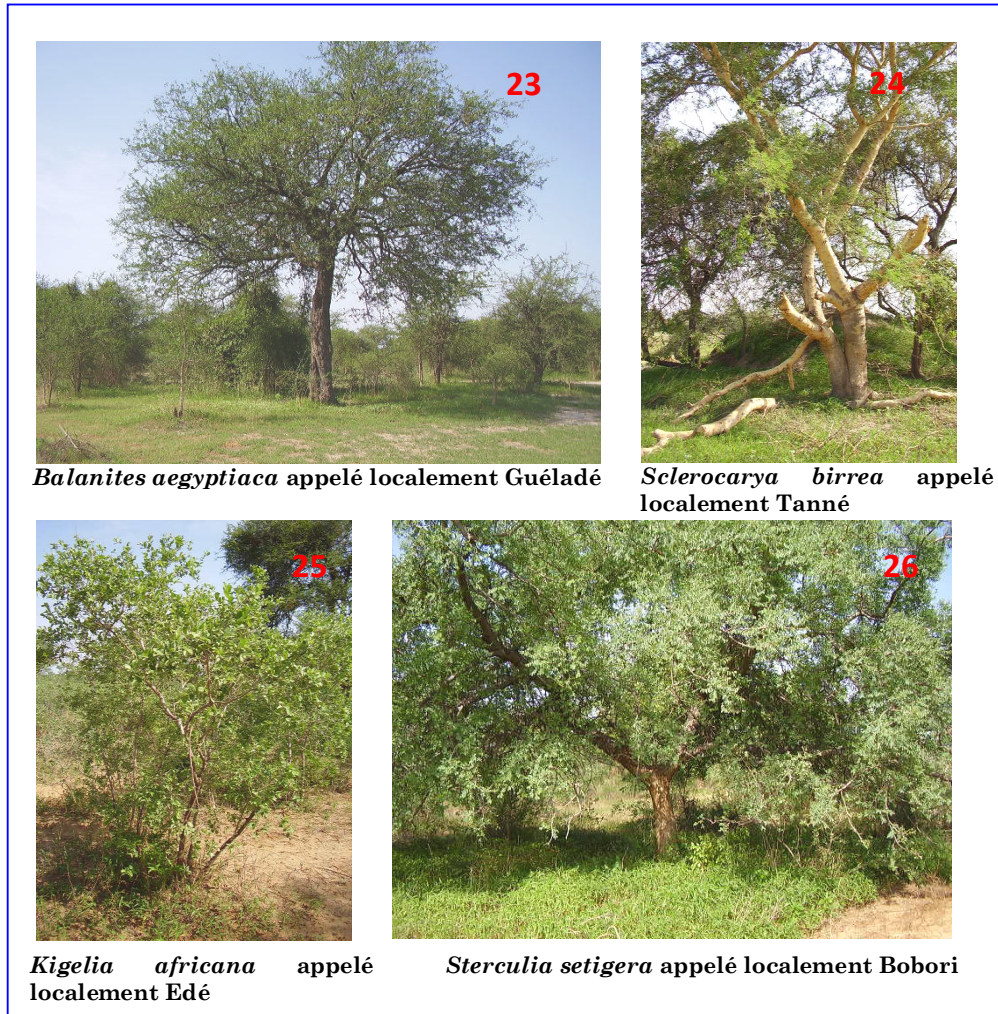 23
24
Balanites aegyptiaca appelé localement Guéladé
Sclerocarya birrea appelé
localement Tanné
25
26
Kigelia africana appelé
localement Edé
Sterculia setigera appelé localement Bobori